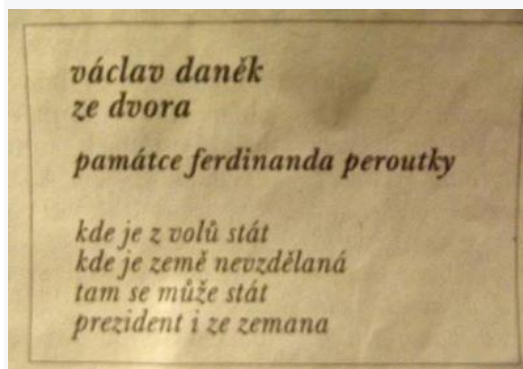 václav daněk
ze dvora
památce ferdinanda peroutky
kde je z volů stát
kde je země nevzdělaná
tam se může stát
prezident i ze zemana